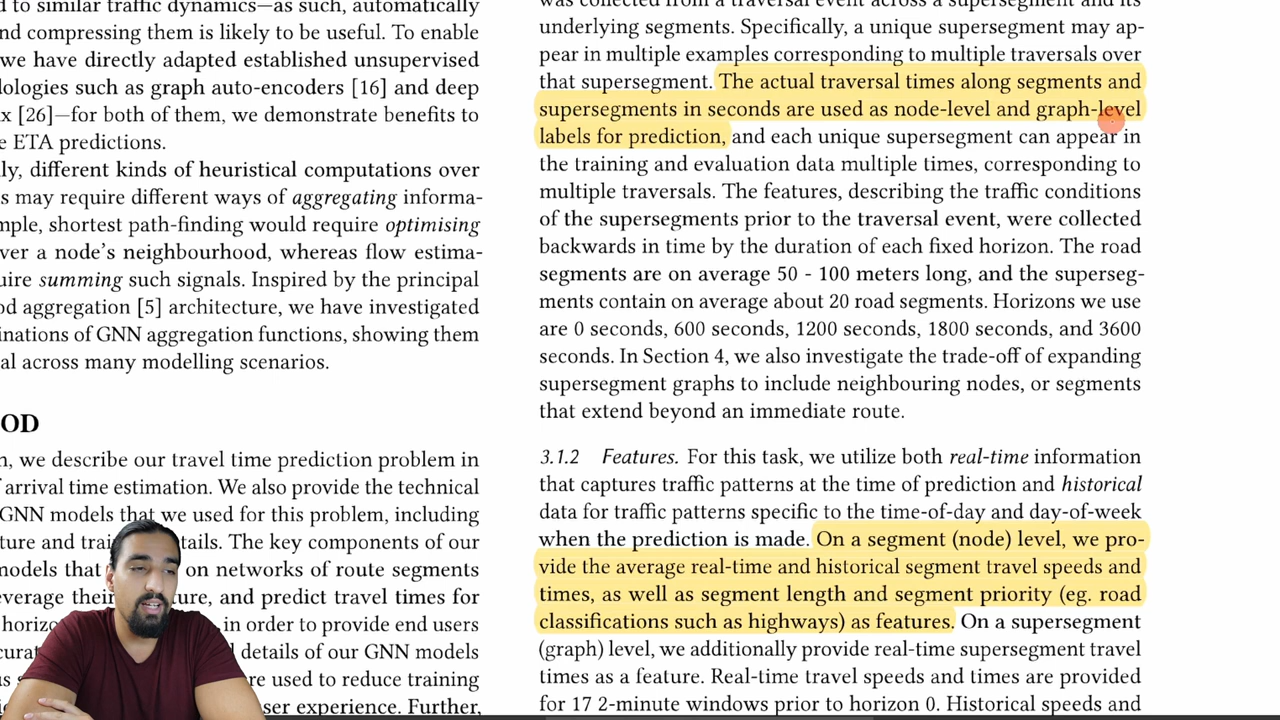 d to similar traffic dynamics—as such, automatically
nd compressing them is likely to be useful. To enable
we have directly adapted established unsupervised
dologies such as graph auto-encoders [16] and deep
x [26]—for both of them, we demonstrate benefits to
e ETA predictions.
ly, different kinds of heuristical computations over
s may require different ways of aggregating informa-
mple, shortest path-finding would require optimising
ver a node's neighbourhood, whereas flow estima-
uire summing such signals. Inspired by the principal
od aggregation [5] architecture, we have investigated
inations of GNN aggregation functions, showing them
al across many modelling scenarios.
OD
n, we describe our travel time prediction problem in
f arrival time estimation. We also provide the technical
GNN models that we used for this problem, including
ture and trai tails. The key components of our
models that on networks of route segments
everage their ure, and predict travel times for
horizo in order to provide end users
curat l details of our GNN models
us re used to reduce training
ser experience. Further,
was collected from a traversal event across a supersegment and its
underlying segments. Specifically, a unique supersegment may ap-
pear in multiple examples corresponding to multiple traversals over
that supersegment. The actual traversal times along segments and
supersegments in seconds are used as node-level and graph-level
labels for prediction, and each unique supersegment can appear in
the training and evaluation data multiple times, corresponding to
multiple traversals. The features, describing the traffic conditions
of the supersegments prior to the traversal event, were collected
backwards in time by the duration of each fixed horizon. The road
segments are on average 50 - 100 meters long, and the superseg-
ments contain on average about 20 road segments. Horizons we use
are 0 seconds, 600 seconds, 1200 seconds, 1800 seconds, and 3600
seconds. In Section 4, we also investigate the trade-off of expanding
supersegment graphs to include neighbouring nodes, or segments
that extend beyond an immediate route.
3.1.2 Features. For this task, we utilize both real-time information
that captures traffic patterns at the time of prediction and historical
data for traffic patterns specific to the time-of-day and day-of-week
when the prediction is made. On a segment (node) level, we pro-
vide the average real-time and historical segment travel speeds and
times, as well as segment length and segment priority (eg. road
classifications such as highways) as features. On a supersegment
(graph) level, we additionally provide real-time supersegment travel
times as a feature. Real-time travel speeds and times are provided
for 17 2-minute windows prior to horizon 0. Historical speeds and